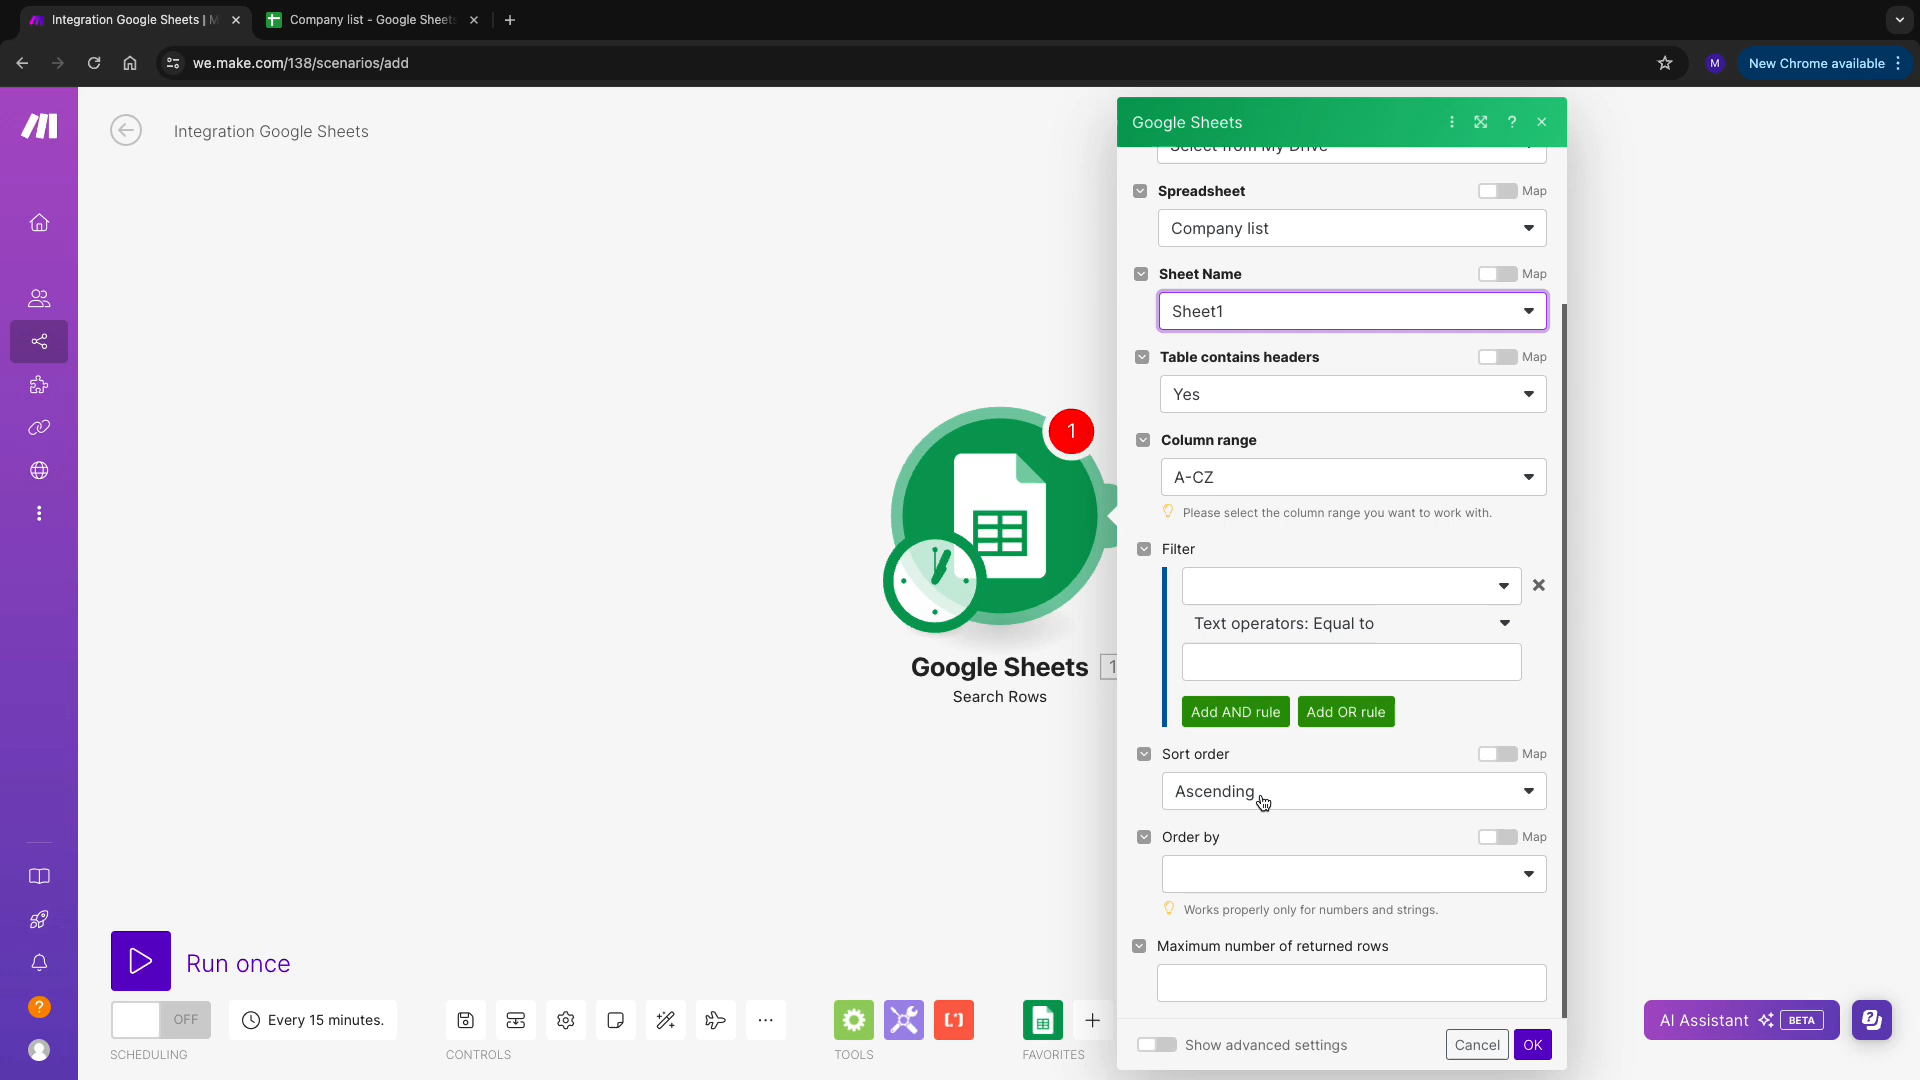 Integration Google Sheets | M
Company list - Google Sheets
we.make.com/138/scenarios/add
M
New Chrome available
Integration Google Sheets
Google Sheets
?
Select from My Drive
Spreadsheet
Map
Company list
Sheet Name
Map
Sheet1
Table contains headers
Map
Yes
Column range
A-CZ
Please select the column range you want to work with.
Filter
Text operators: Equal to
Add AND rule
Add OR rule
Sort order
Map
Ascending
Order by
Map
Works properly only for numbers and strings.
Maximum number of returned rows
Show advanced settings
Cancel
OK
1
Google Sheets
1
Search Rows
Run once
OFF
Every 15 minutes.
SCHEDULING
CONTROLS
TOOLS
FAVORITES
AI Assistant
BETA
?